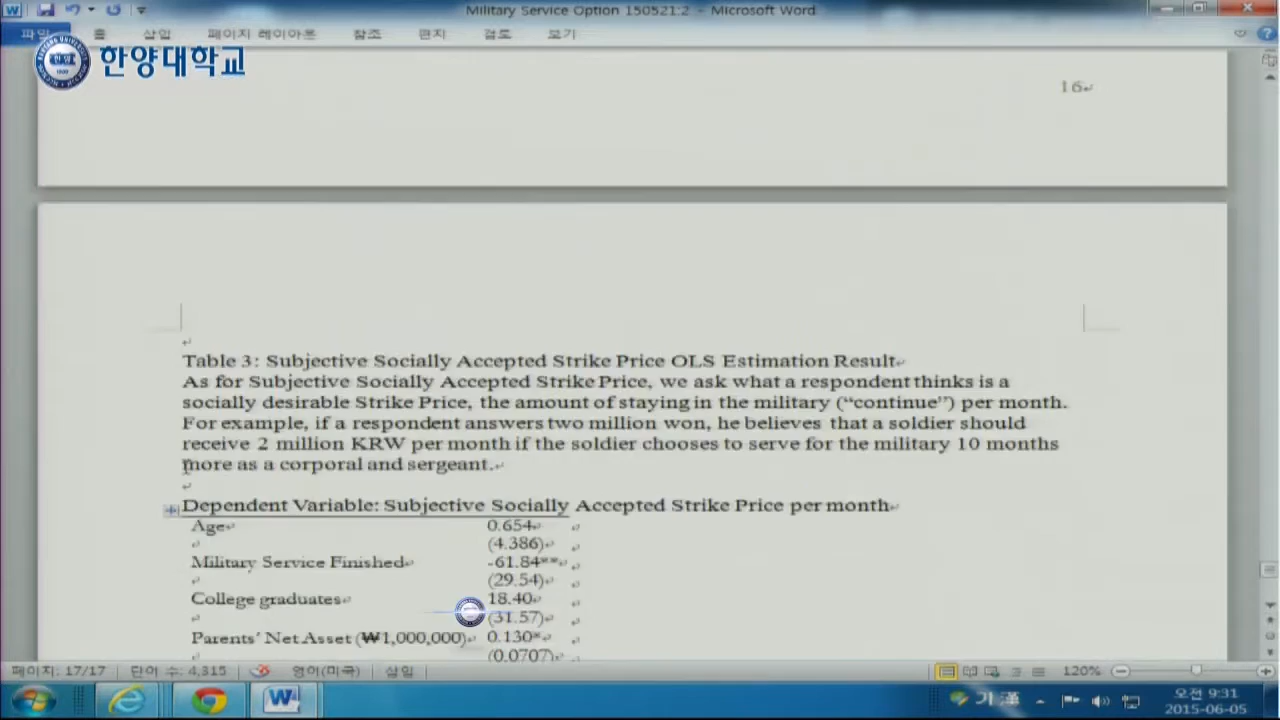 Military Service Option 150521:2 - Microsoft Word
파일 홈 삽입 페이지 레이아웃 참조 편지 검토 보기
한양대학교
16
Table 3: Subjective Socially Accepted Strike Price OLS Estimation Result
As for Subjective Socially Accepted Strike Price, we ask what a respondent thinks is a
socially desirable Strike Price, the amount of staying in the military (“continue”) per month.
For example, if a respondent answers two million won, he believes that a soldier should
receive 2 million KRW per month if the soldier chooses to serve for the military 10 months
more as a corporal and sergeant.
Dependent Variable: Subjective Socially Accepted Strike Price per month
Age 0.654
(4.386)
Military Service Finished -61.84**
(29.54)
College graduates 18.40
(31.57)
Parents’ Net Asset (₩1,000,000) 0.130*
(0.0707)
페이지: 17/17 단어 수: 4,315 영어(미국) 삽입 120%
가 漢 오전 9:31
2015-06-05